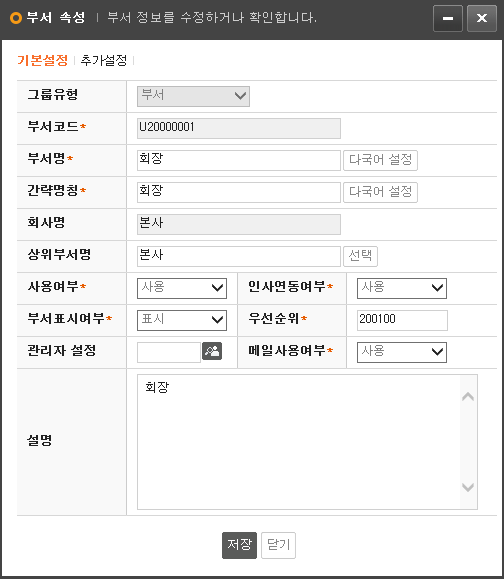 부서 속성 | 부서 정보를 수정하거나 확인합니다.
기본설정 | 추가설정 |
그룹유형 부서
부서코드* U20000001
부서명* 회장 다국어 설정
간략명칭* 회장 다국어 설정
회사명 본사
상위부서명 본사 선택
사용여부* 사용 인사연동여부* 사용
부서표시여부* 표시 우선순위* 200100
관리자 설정 메일사용여부* 사용
설명 회장
저장 닫기